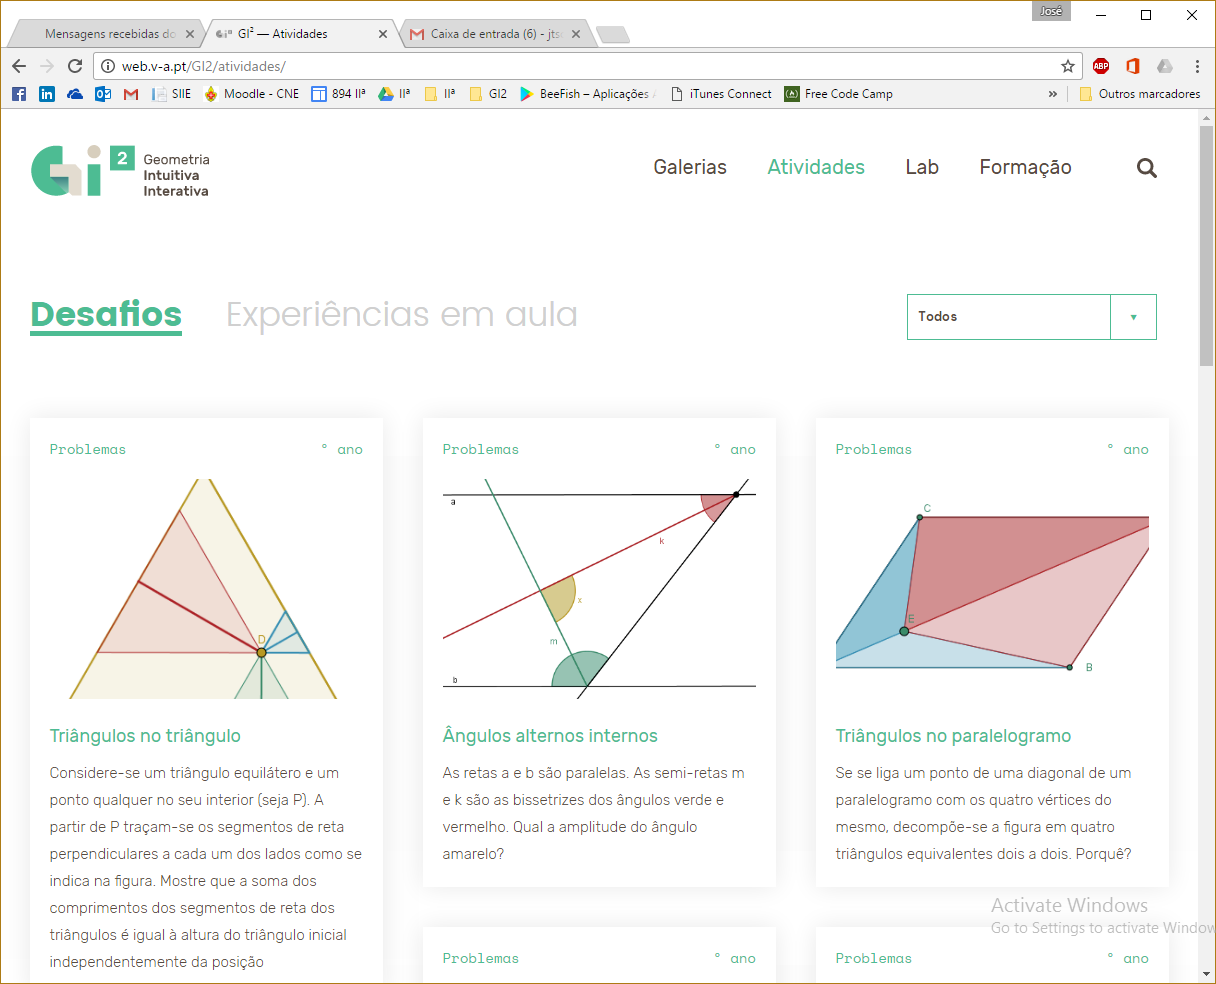 José
Mensagens recebidas do
GI² — Atividades
Caixa de entrada (6) - jts
web.v-a.pt/GI2/atividades/
ABP
SIIE
Moodle - CNE
894 IIª
IIª
IIª
GI2
BeeFish – Aplicações
iTunes Connect
Free Code Camp
»
Outros marcadores
Gi 2
Geometria
Intuitiva
Interativa
Galerias
Atividades
Lab
Formação
Desafios
Experiências em aula
Todos
Problemas
º ano
D
Triângulos no triângulo
Considere-se um triângulo equilátero e um
ponto qualquer no seu interior (seja P). A
partir de P traçam-se os segmentos de reta
perpendiculares a cada um dos lados como se
indica na figura. Mostre que a soma dos
comprimentos dos segmentos de reta dos
triângulos é igual à altura do triângulo inicial
independentemente da posição
Problemas
º ano
a
k
x
m
b
Ângulos alternos internos
As retas a e b são paralelas. As semi-retas m
e k são as bissetrizes dos ângulos verde e
vermelho. Qual a amplitude do ângulo
amarelo?
Problemas
º ano
C
E
B
Triângulos no paralelogramo
Se se liga um ponto de uma diagonal de um
paralelogramo com os quatro vértices do
mesmo, decompõe-se a figura em quatro
triângulos equivalentes dois a dois. Porquê?
Activate Windows
Go to Settings to activate Window
Problemas
º ano
Problemas
º ano